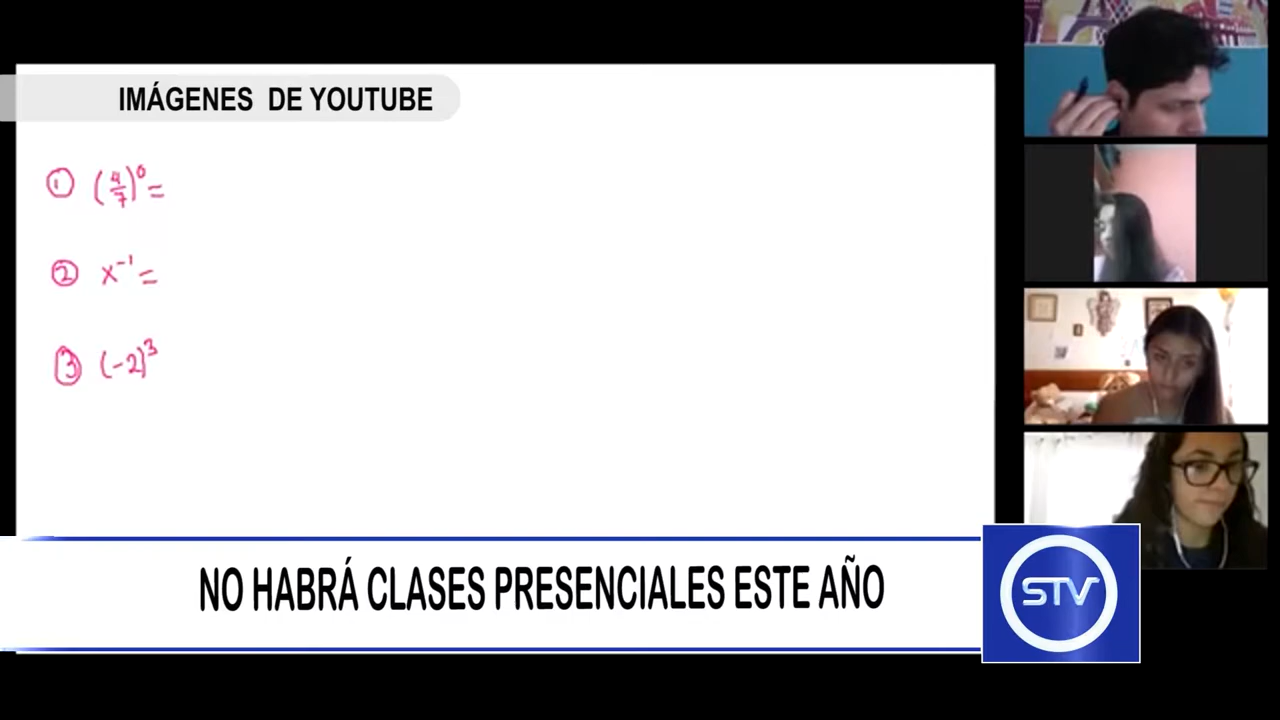 IMÁGENES DE YOUTUBE
① (4/7)⁰ =
② x⁻¹ =
③ (-2)³
NO HABRÁ CLASES PRESENCIALES ESTE AÑO
STV